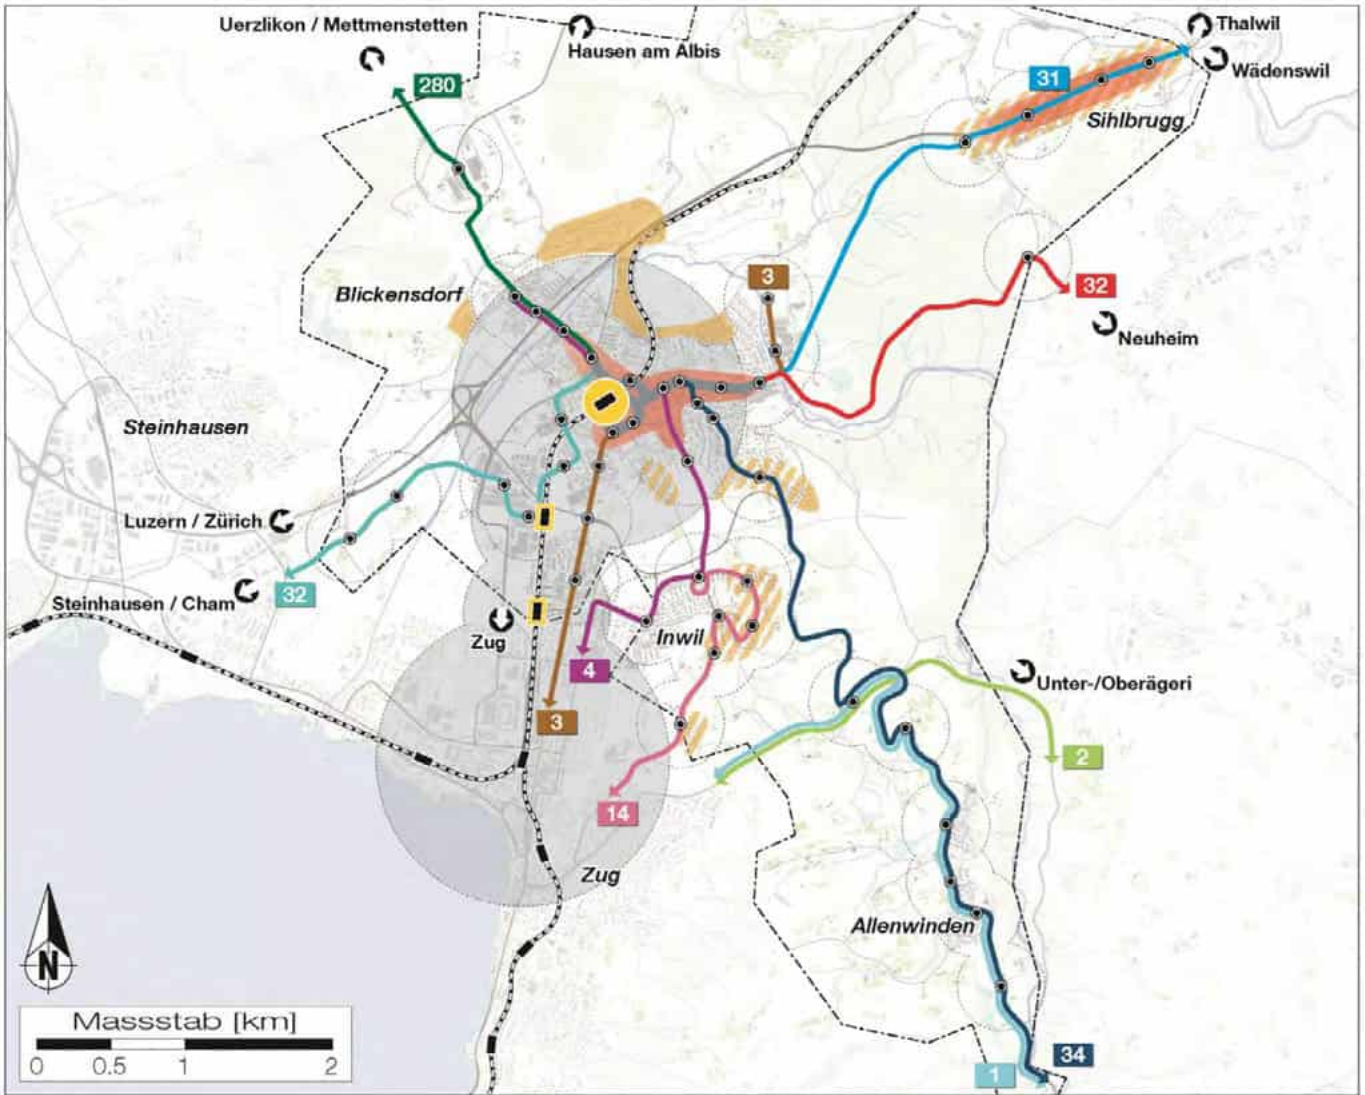 Uerzlikon / Mettmenstetten
Thalwil
Hausen am Albis
Wädenswil
280
31
Sihlbrugg
3
32
Blickensdorf
Neuheim
Steinhausen
Luzern / Zürich
Steinhausen / Cham
32
Zug
Inwil
4
Unter-/Oberägeri
3
2
14
Zug
Allenwinden
N
Massstab [km]
0 0.5 1 2
34
1